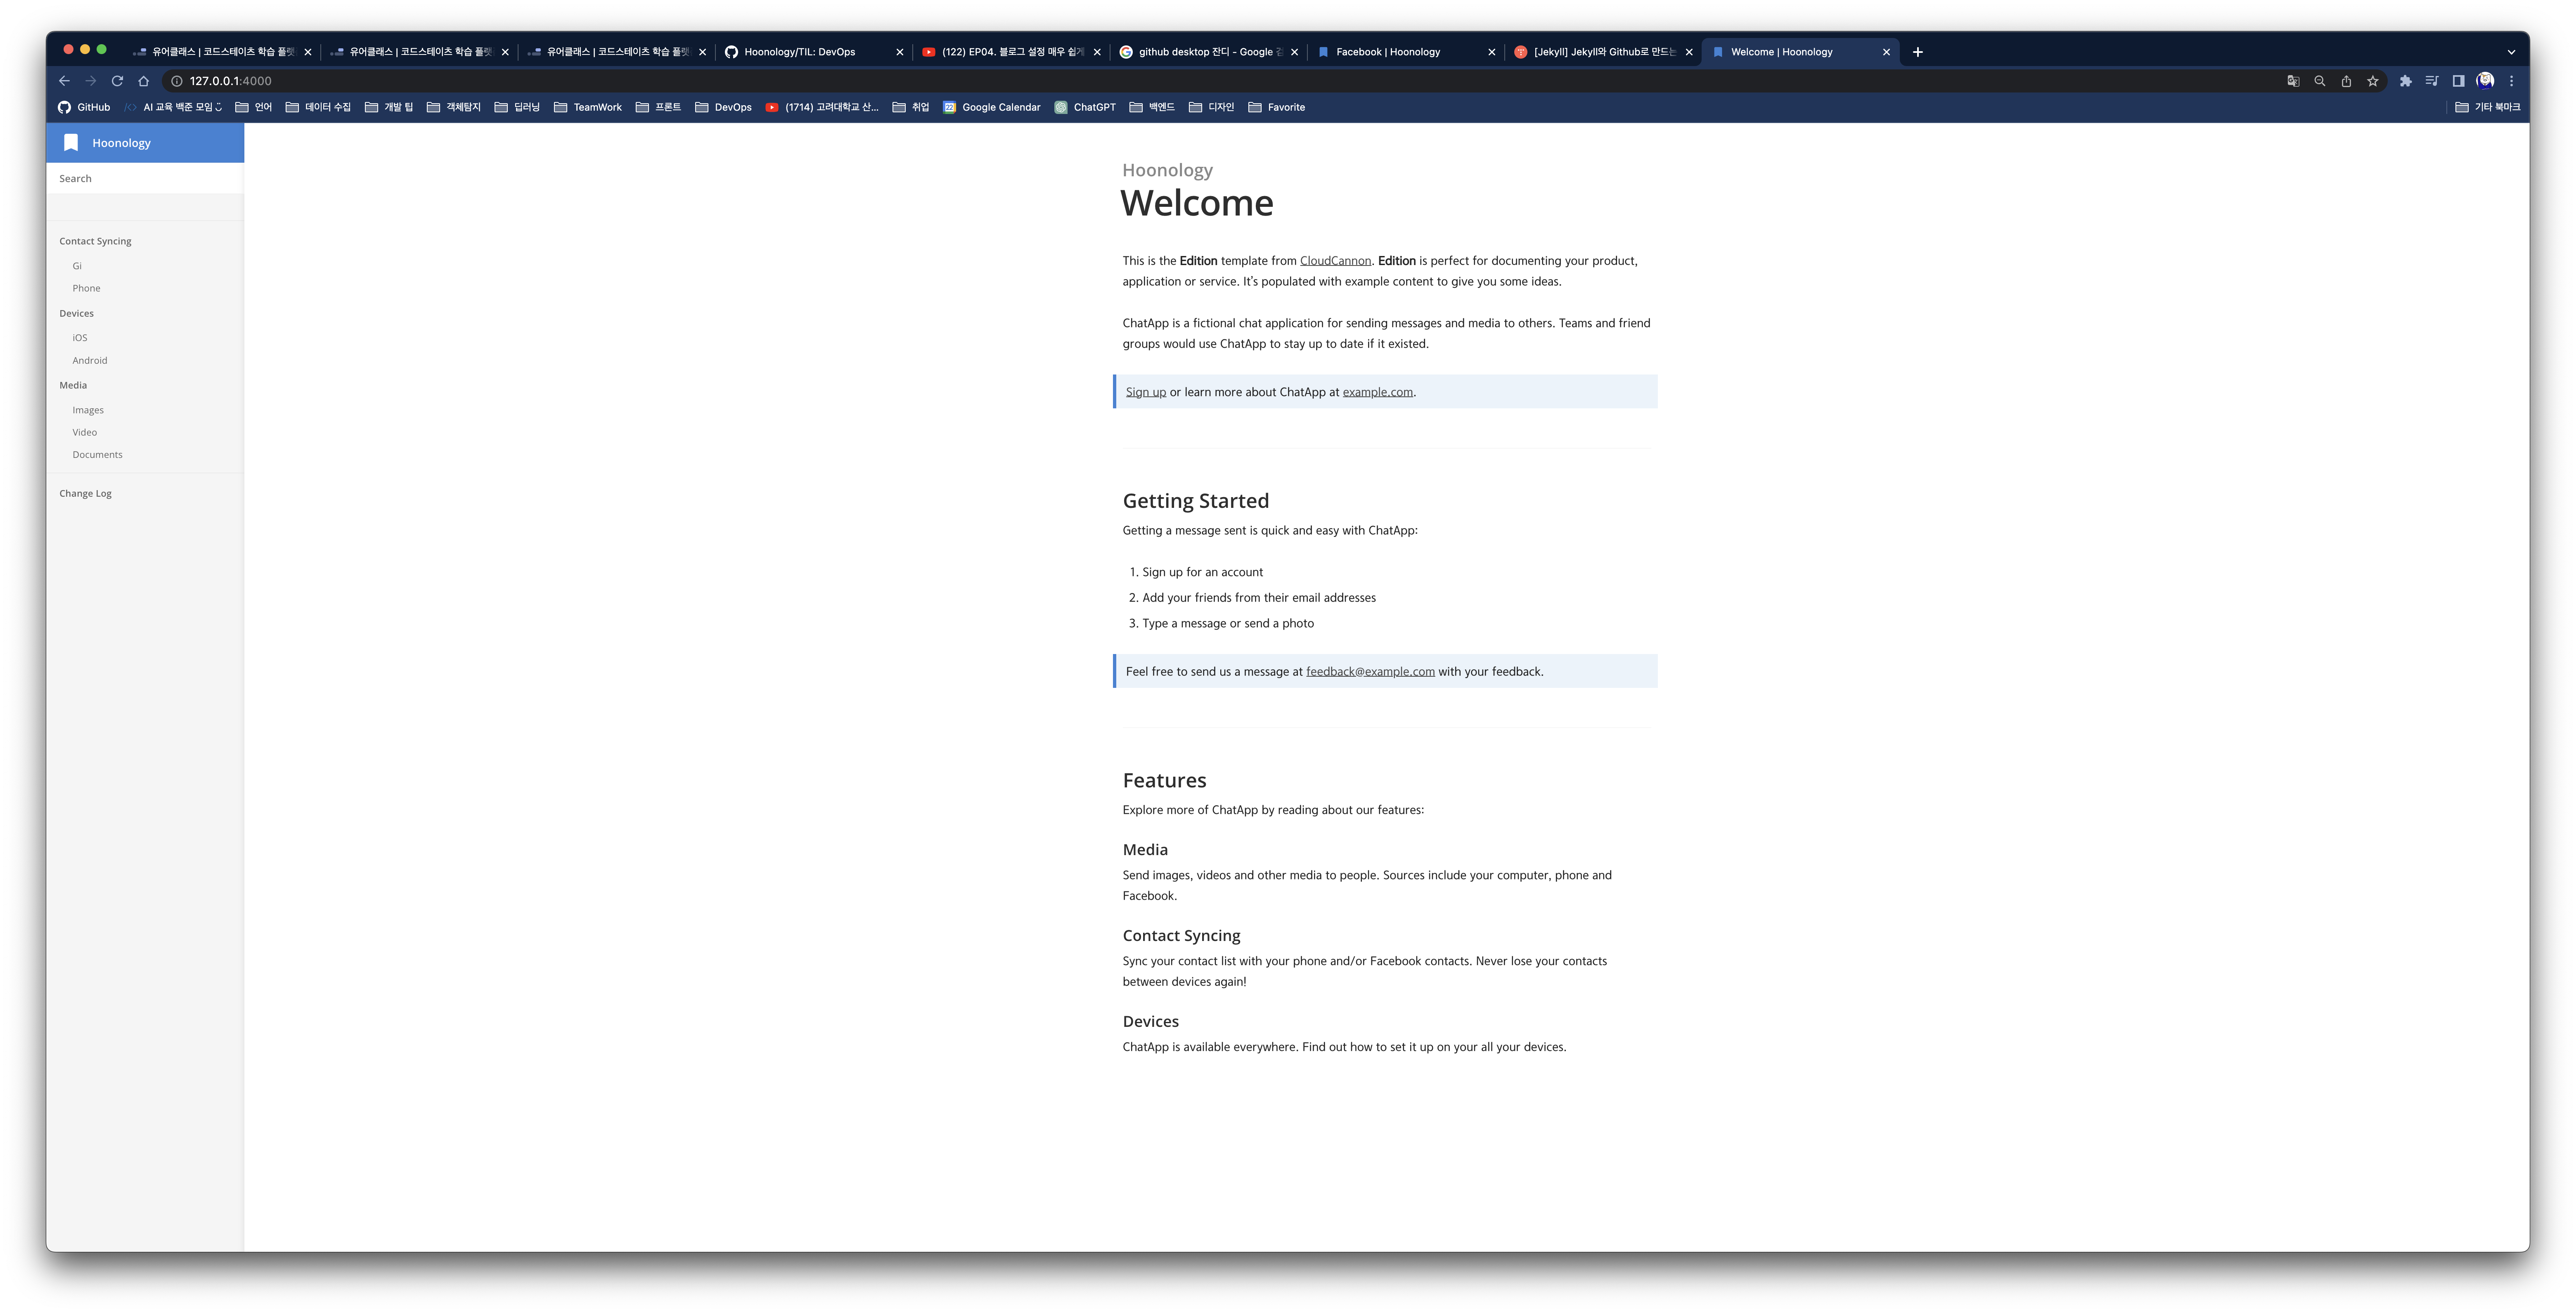 유어클래스 | 코드스테이츠 학습 플랫
유어클래스 | 코드스테이츠 학습 플랫
유어클래스 | 코드스테이츠 학습 플랫
Hoonology/TIL: DevOps
(122) EP04. 블로그 설정 매우 쉽게
github desktop 잔디 - Google 검
Facebook | Hoonology
[Jekyll] Jekyll와 Github로 만드는
Welcome | Hoonology
127.0.0.1:4000
GitHub
AI 교육 백준 모임
언어
데이터 수집
개발 팁
객체탐지
딥러닝
TeamWork
프론트
DevOps
(1714) 고려대학교 산...
취업
Google Calendar
ChatGPT
백엔드
디자인
Favorite
기타 북마크
Hoonology
Search
Contact Syncing
Gi
Phone
Devices
iOS
Android
Media
Images
Video
Documents
Change Log
Hoonology
Welcome
This is the Edition template from CloudCannon. Edition is perfect for documenting your product,
application or service. It's populated with example content to give you some ideas.
ChatApp is a fictional chat application for sending messages and media to others. Teams and friend
groups would use ChatApp to stay up to date if it existed.
Sign up or learn more about ChatApp at example.com.
Getting Started
Getting a message sent is quick and easy with ChatApp:
1. Sign up for an account
2. Add your friends from their email addresses
3. Type a message or send a photo
Feel free to send us a message at feedback@example.com with your feedback.
Features
Explore more of ChatApp by reading about our features:
Media
Send images, videos and other media to people. Sources include your computer, phone and
Facebook.
Contact Syncing
Sync your contact list with your phone and/or Facebook contacts. Never lose your contacts
between devices again!
Devices
ChatApp is available everywhere. Find out how to set it up on your all your devices.